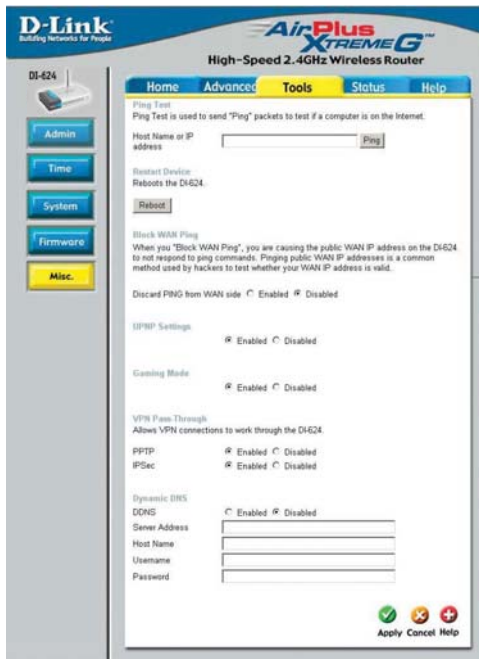 D-Link
Building Networks for People
AirPlus
XTREME G™
High-Speed 2.4GHz Wireless Router
DI-624
Home Advanced Tools Status Help
Admin
Time
System
Firmware
Misc.
Ping Test
Ping Test is used to send "Ping" packets to test if a computer is on the Internet.
Host Name or IP
address
Ping
Restart Device
Reboots the DI-624.
Reboot
Block WAN Ping
When you "Block WAN Ping", you are causing the public WAN IP address on the DI-624
to not respond to ping commands. Pinging public WAN IP addresses is a common
method used by hackers to test whether your WAN IP address is valid.
Discard PING from WAN side Enabled Disabled
UPNP Settings
Enabled Disabled
Gaming Mode
Enabled Disabled
VPN Pass-Through
Allows VPN connections to work through the DI-624.
PPTP Enabled Disabled
IPSec Enabled Disabled
Dynamic DNS
DDNS Enabled Disabled
Server Address
Host Name
Username
Password
Apply Cancel Help